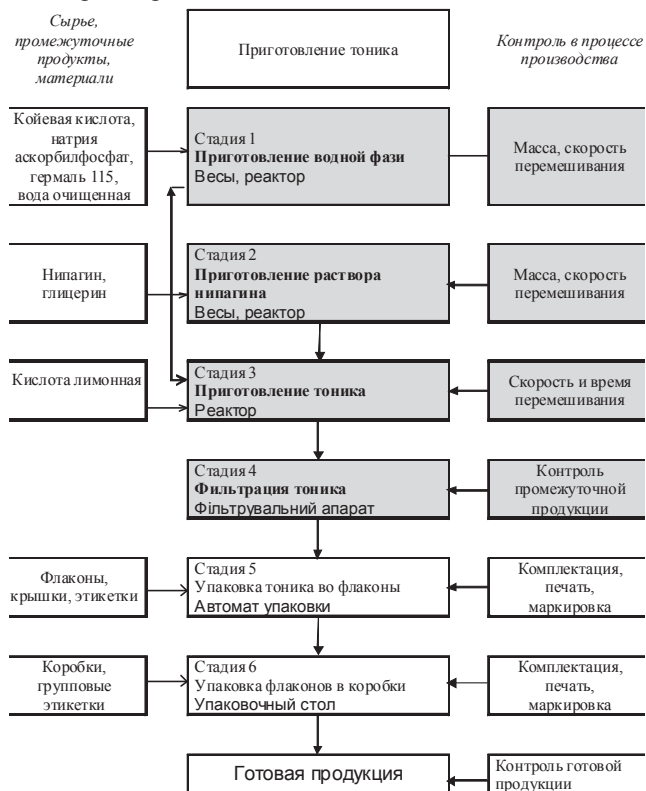 Сырье,
промежуточные
продукты,
материали
Приготовление тоника
Контроль в процессе
производства
Койевая кислота,
натрия
аскорбилфосфат,
гермаль 115,
вода очищенная
Стадия 1
Приготовление водной фази
Весы, реактор
Масса, скорость
перемешивания
Нипагин,
глицерин
Стадия 2
Приготовление раствора
нипагина
Весы, реактор
Масса, скорость
перемешивания
Кислота лимонная
Стадия 3
Приготовление тоника
Реактор
Скорость и время
перемешивания
Стадия 4
Фильтрация тоника
Фільтрувальний апарат
Контроль
промежуточной
продукции
Флаконы,
крышки, этикетки
Стадия 5
Упаковка тоника во флаконы
Автомат упаковки
Комплектация,
печать,
маркировка
Коробки,
групповые
этикетки
Стадия 6
Упаковка флаконов в коробки
Упаковочный стол
Комплектация,
печать,
маркировка
Готовая продукция
Контроль готовой
продукции